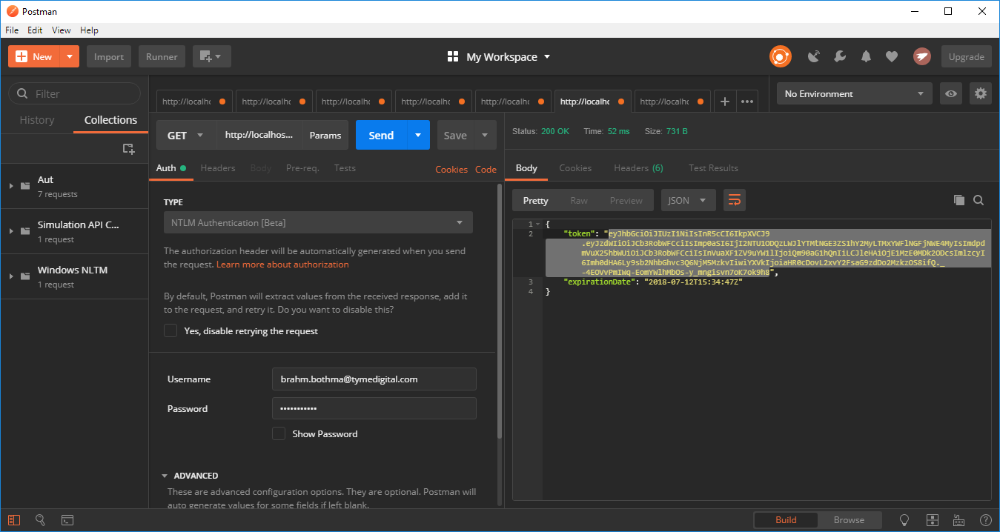 Postman
File Edit View Help
New Import Runner My Workspace Upgrade
Filter
History Collections
Aut
7 requests
Simulation API C...
1 request
Windows NLTM
1 request
http://localhc http://localhc http://localhc http://localhc http://localhc http://localhc http://localhc
No Environment
GET http://localhos... Params Send Save
Auth Headers Body Pre-req. Tests Cookies Code
TYPE
NTLM Authentication [Beta]
The authorization header will be automatically generated when you send
the request. Learn more about authorization
By default, Postman will extract values from the received response, add it
to the request, and retry it. Do you want to disable this?
Yes, disable retrying the request
Username brahm.bothma@tymedigital.com
Password •••••••••••
Show Password
ADVANCED
These are advanced configuration options. They are optional. Postman will
auto generate values for some fields if left blank.
Status: 200 OK Time: 52 ms Size: 731 B
Body Cookies Headers (6) Test Results
Pretty Raw Preview JSON
1 {
2 "token": "eyJhbGciOiJIUzI1NiIsInR5cCI6IkpXVCJ9
3 "expirationDate": "2018-07-12T15:34:47Z"
4 }
Build Browse